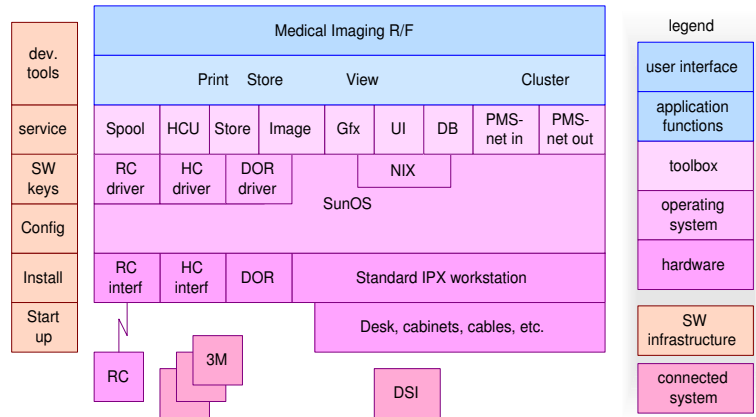 Medical Imaging R/F
legend
dev.
tools
Print Store View Cluster
user interface
application
functions
service
Spool HCU Store Image Gfx UI DB PMS-
net in PMS-
net out
toolbox
SW
keys
RC
driver
HC
driver
DOR
driver
NIX
SunOS
operating
system
Config
Install
RC
interf
HC
interf
DOR
Standard IPX workstation
hardware
Start
up
Desk, cabinets, cables, etc.
SW
infrastructure
RC
3M
DSI
connected
system